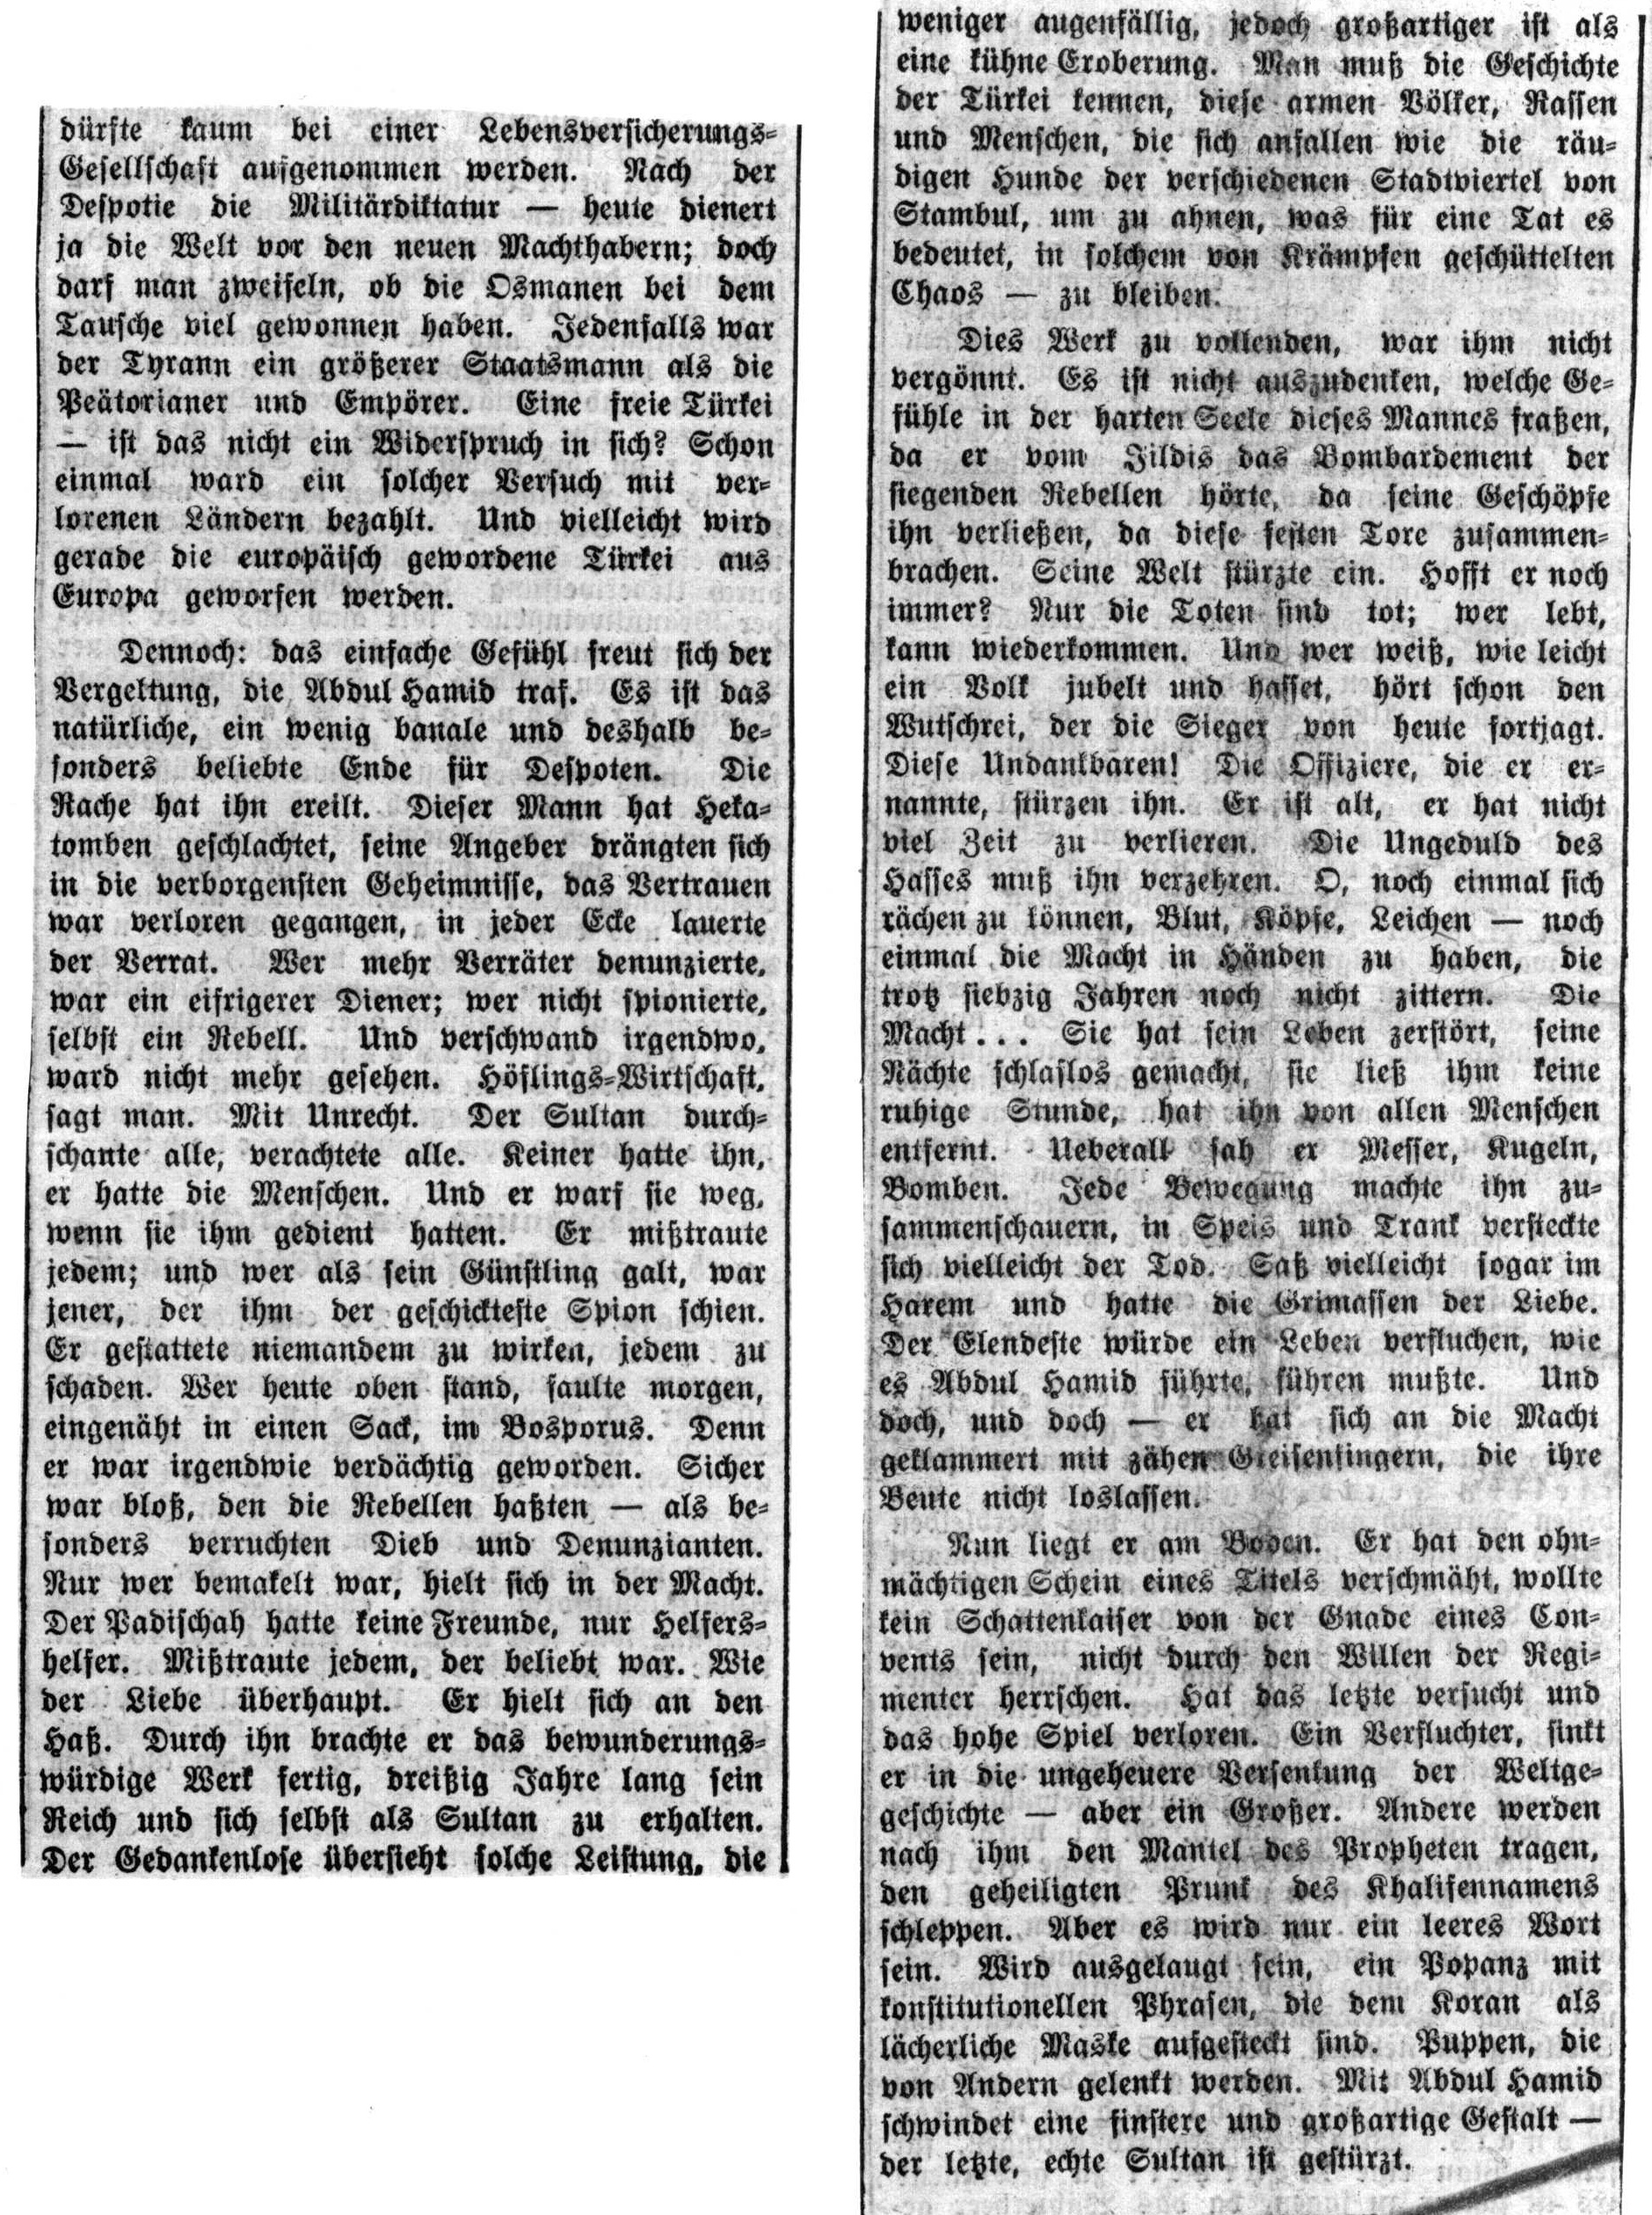 dürfte kaum bei einer Lebensversicherungs-
Gesellschaft aufgenommen werden. Nach der
Despotie die Militärdiktatur — heute dienert
ja die Welt vor den neuen Machthabern; doch
darf man zweifeln, ob die Osmanen bei dem
Tausche viel gewonnen haben. Jedenfalls war
der Tyrann ein größerer Staatsmann als die
Peätorianer und Empörer. Eine freie Türkei
— ist das nicht ein Widerspruch in sich? Schon
einmal ward ein solcher Versuch mit ver-
lorenen Ländern bezahlt. Und vielleicht wird
gerade die europäisch gewordene Türkei aus
Europa geworfen werden.
Dennoch: das einfache Gefühl freut sich der
Vergeltung, die Abdul Hamid traf. Es ist das
natürliche, ein wenig banale und deshalb be-
sonders beliebte Ende für Despoten. Die
Rache hat ihn ereilt. Dieser Mann hat Heka-
tomben geschlachtet, seine Angeber drängten sich
in die verborgensten Geheimnisse, das Vertrauen
war verloren gegangen, in jeder Ecke lauerte
der Verrat. Wer mehr Verräter denunzierte,
war ein eifrigerer Diener; wer nicht spionierte,
selbst ein Rebell. Und verschwand irgendwo,
ward nicht mehr gesehen. Höflings-Wirtschaft,
sagt man. Mit Unrecht. Der Sultan durch-
schante alle, verachtete alle. Keiner hatte ihn,
er hatte die Menschen. Und er warf sie weg,
wenn sie ihm gedient hatten. Er mißtraute
jedem; und wer als sein Günstling galt, war
jener, der ihm der geschickteste Spion schien.
Er gestattete niemandem zu wirken, jedem zu
schaden. Wer heute oben stand, faulte morgen,
eingenäht in einen Sack, im Bosporus. Denn
er war irgendwie verdächtig geworden. Sicher
war bloß, den die Rebellen haßten — als be-
sonders verruchten Dieb und Denunzianten.
Nur wer bemakelt war, hielt sich in der Macht.
Der Padischah hatte keine Freunde, nur Helfers-
helfer. Mißtraute jedem, der beliebt war. Wie
der Liebe überhaupt. Er hielt sich an den
Haß. Durch ihn brachte er das bewunderungs-
würdige Werk fertig, dreißig Jahre lang sein
Reich und sich selbst als Sultan zu erhalten.
Der Gedankenlose übersieht solche Leistung, die
weniger augenfällig, jedoch großartiger ist als
eine kühne Eroberung. Man muß die Geschichte
der Türkei kennen, diese armen Völker, Rassen
und Menschen, die sich anfallen wie die räu-
digen Hunde der verschiedenen Stadtviertel von
Stambul, um zu ahnen, was für eine Tat es
bedeutet, in solchem von Krämpfen geschüttelten
Chaos — zu bleiben.
Dies Werk zu vollenden, war ihm nicht
vergönnt. Es ist nicht auszudenken, welche Ge-
fühle in der harten Seele dieses Mannes fraßen,
da er vom Jildis das Bombardement der
siegenden Rebellen hörte, da seine Geschöpfe
ihn verließen, da diese festen Tore zusammen-
brachen. Seine Welt stürzte ein. Hofft er noch
immer? Nur die Toten sind tot; wer lebt,
kann wiederkommen. Und wer weiß, wie leicht
ein Volk jubelt und hasset, hört schon den
Wutschrei, der die Sieger von heute fortjagt.
Diese Undankbaren! Die Offiziere, die er er-
nannte, stürzen ihn. Er ist alt, er hat nicht
viel Zeit zu verlieren. Die Ungeduld des
Hasses muß ihn verzehren. O, noch einmal sich
rächen zu können, Blut, Köpfe, Leichen — noch
einmal die Macht in Händen zu haben, die
trotz siebzig Jahren noch nicht zittern. Die
Macht... Sie hat sein Leben zerstört, seine
Nächte schlaflos gemacht, sie ließ ihm keine
ruhige Stunde, hat ihn von allen Menschen
entfernt. Ueberall sah er Messer, Kugeln,
Bomben. Jede Bewegung machte ihn zu-
sammenschauern, in Speis und Trank versteckte
sich vielleicht der Tod. Saß vielleicht sogar im
Harem und hatte die Grimassen der Liebe.
Der Elendeste würde ein Leben verfluchen, wie
es Abdul Hamid führte, führen mußte. Und
doch, und doch — er hat sich an die Macht
geklammert mit zähen Greisenfingern, die ihre
Beute nicht loslassen.
Nun liegt er am Boden. Er hat den ohn-
mächtigen Schein eines Titels verschmäht, wollte
kein Schattenkaiser von der Gnade eines Con-
vents sein, nicht durch den Willen der Regi-
menter herrschen. Hat das letzte versucht und
das hohe Spiel verloren. Ein Verfluchter, sinkt
er in die ungeheuere Versenkung der Weltge-
geschichte — aber ein Großer. Andere werden
nach ihm den Mantel des Propheten tragen,
den geheiligten Prunk des Khalifennamens
schleppen. Aber es wird nur ein leeres Wort
sein. Wird ausgelaugt sein, ein Popanz mit
konstitutionellen Phrasen, die dem Koran als
lächerliche Maske aufgesteckt sind. Puppen, die
von Andern gelenkt werden. Mit Abdul Hamid
schwindet eine finstere und großartige Gestalt —
der letzte, echte Sultan ist gestürzt.